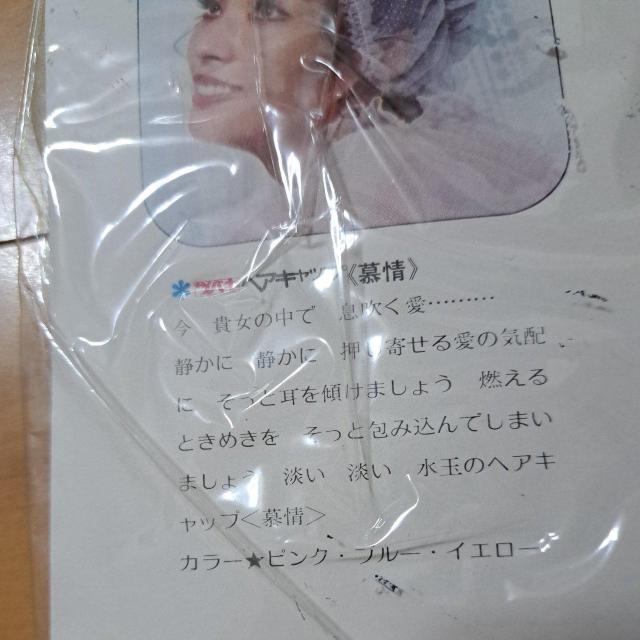 ヘアキャップ《慕情》
今　貴女の中で　息吹く愛………
静かに　静かに　押し寄せる愛の気配
に　そっと耳を傾けましょう　燃える
ときめきを　そっと包み込んでしまい
ましょう　淡い　淡い　水玉のヘアキ
ャップ＜慕情＞
カラー★ピンク・ブルー・イエロー